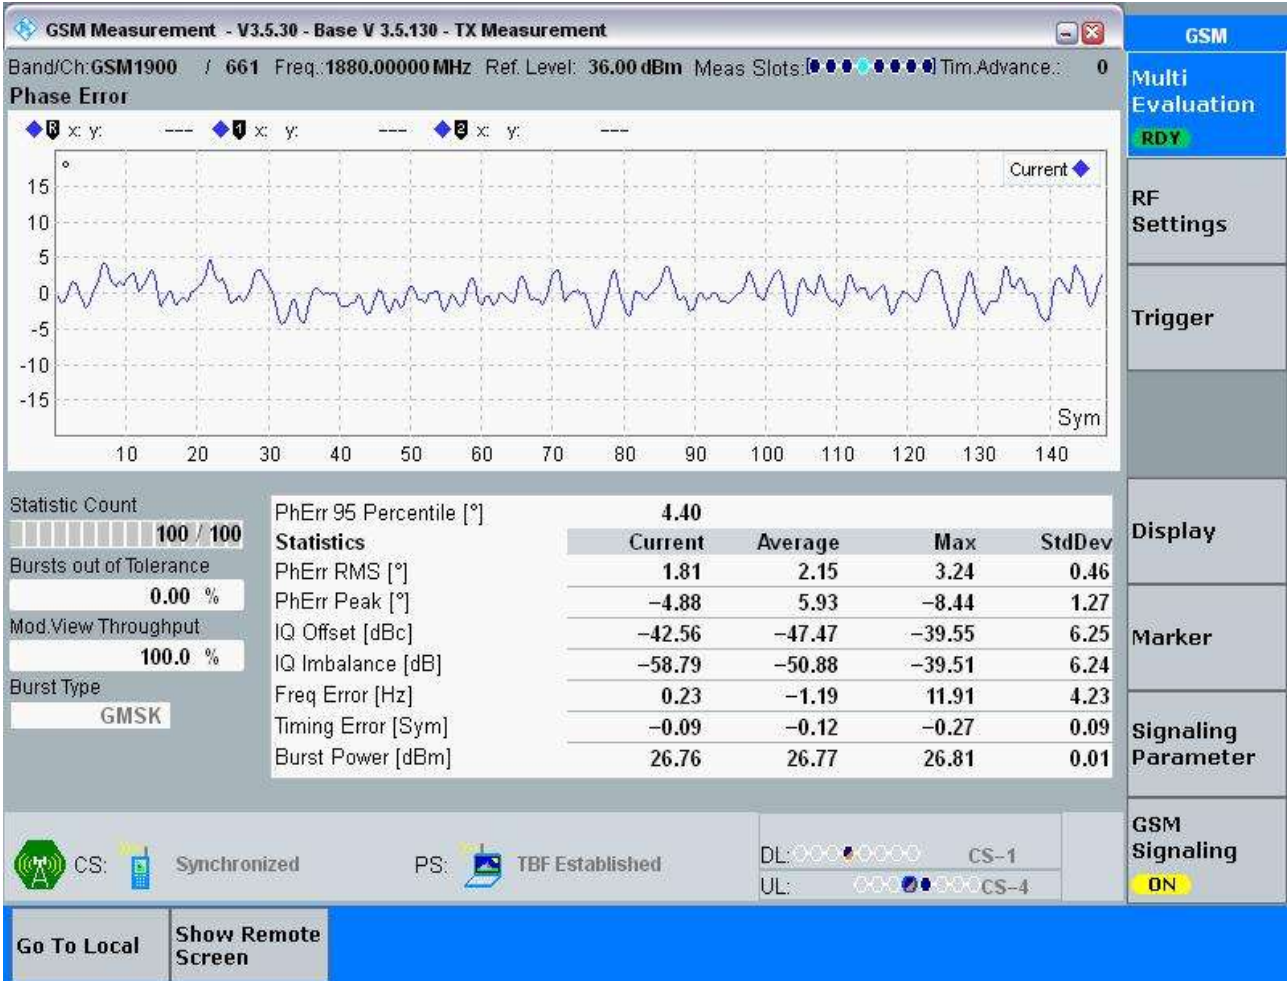 GSM Measurement - V3.5.30 - Base V 3.5.130 - TX Measurement
Band/Ch:GSM1900 / 661 Freq.:1880.00000 MHz Ref. Level: 36.00 dBm Meas Slots: Tim.Advance.: 0
Phase Error
R x: y: --- 1 x: y: --- 2 x: y: ---
°
Current
15
10
5
0
-5
-10
-15
Sym
10 20 30 40 50 60 70 80 90 100 110 120 130 140
Statistic Count
100 / 100
Bursts out of Tolerance
0.00 %
Mod.View Throughput
100.0 %
Burst Type
GMSK
PhErr 95 Percentile [°] 4.40
Statistics Current Average Max StdDev
PhErr RMS [°] 1.81 2.15 3.24 0.46
PhErr Peak [°] −4.88 5.93 −8.44 1.27
IQ Offset [dBc] −42.56 −47.47 −39.55 6.25
IQ Imbalance [dB] −58.79 −50.88 −39.51 6.24
Freq Error [Hz] 0.23 −1.19 11.91 4.23
Timing Error [Sym] −0.09 −0.12 −0.27 0.09
Burst Power [dBm] 26.76 26.77 26.81 0.01
CS: Synchronized PS: TBF Established
DL: CS-1
UL: CS-4
GSM
Multi
Evaluation
RDY
RF
Settings
Trigger
Display
Marker
Signaling
Parameter
GSM
Signaling
ON
Go To Local
Show Remote
Screen